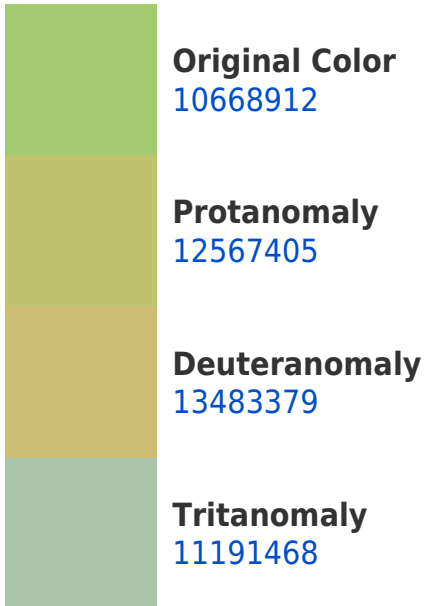 Original Color
10668912
Protanomaly
12567405
Deuteranomaly
13483379
Tritanomaly
11191468